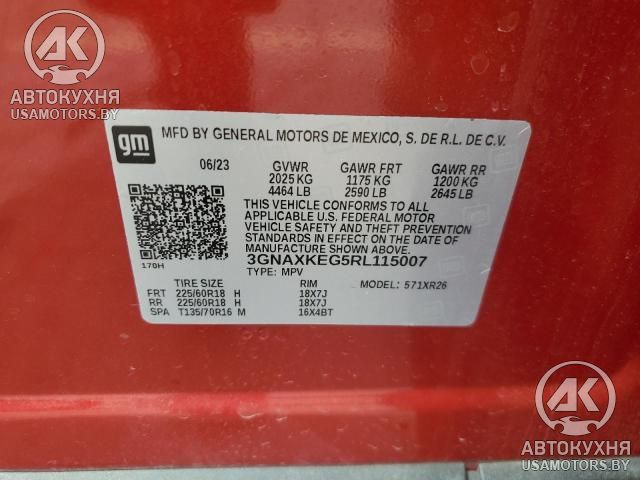 AK
АВТОКУХНЯ
USAMOTORS.BY
gm
MFD BY GENERAL MOTORS DE MEXICO, S. DE R.L. DE C.V.
06/23 GVWR GAWR FRT GAWR RR
2025 KG 1175 KG 1200 KG
4464 LB 2590 LB 2645 LB
THIS VEHICLE CONFORMS TO ALL
APPLICABLE U.S. FEDERAL MOTOR
VEHICLE SAFETY AND THEFT
PREVENTION STANDARDS
IN EFFECT ON THE DATE OF
MANUFACTURE SHOWN ABOVE.
170H 3GNAXKEG5RL115007
TYPE: MPV
TIRE SIZE RIM MODEL: 571XR26
FRT 225/60R18 H 18X7J
RR 225/60R18 H 18X7J
SPA T135/70R16 M 16X4BT
AK
АВТОКУХНЯ
USAMOTORS.BY